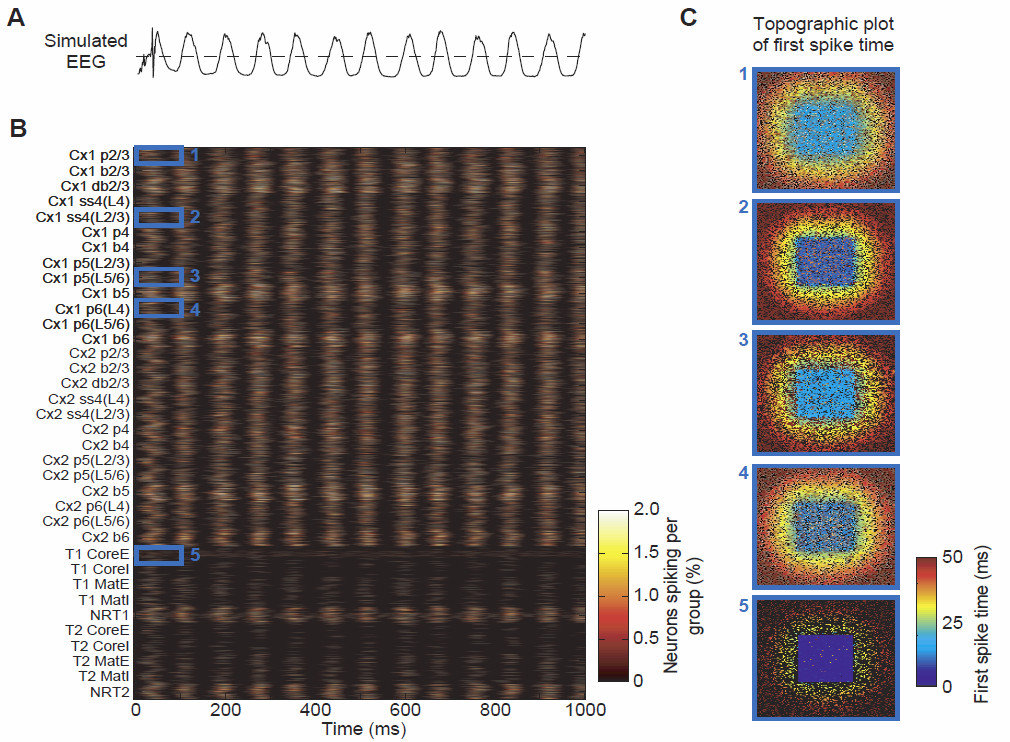 A
Simulated
EEG
B
Cx1 p2/3
Cx1 b2/3
Cx1 db2/3
Cx1 ss4(L4)
Cx1 ss4(L2/3)
Cx1 p4
Cx1 b4
Cx1 p5(L2/3)
Cx1 p5(L5/6)
Cx1 b5
Cx1 p6(L4)
Cx1 p6(L5/6)
Cx1 b6
Cx2 p2/3
Cx2 b2/3
Cx2 db2/3
Cx2 ss4(L4)
Cx2 ss4(L2/3)
Cx2 p4
Cx2 b4
Cx2 p5(L2/3)
Cx2 p5(L5/6)
Cx2 b5
Cx2 p6(L4)
Cx2 p6(L5/6)
Cx2 b6
T1 CoreE
T1 CoreI
T1 MatE
T1 MatI
NRT1
T2 CoreE
T2 CoreI
T2 MatE
T2 MatI
NRT2
1
2
3
4
5
0 200 400 600 800 1000
Time (ms)
2.0
1.5
1.0
0.5
0
Neurons spiking per
group (%)
C
Topographic plot
of first spike time
1
2
3
4
5
50
25
0
First spike time (ms)